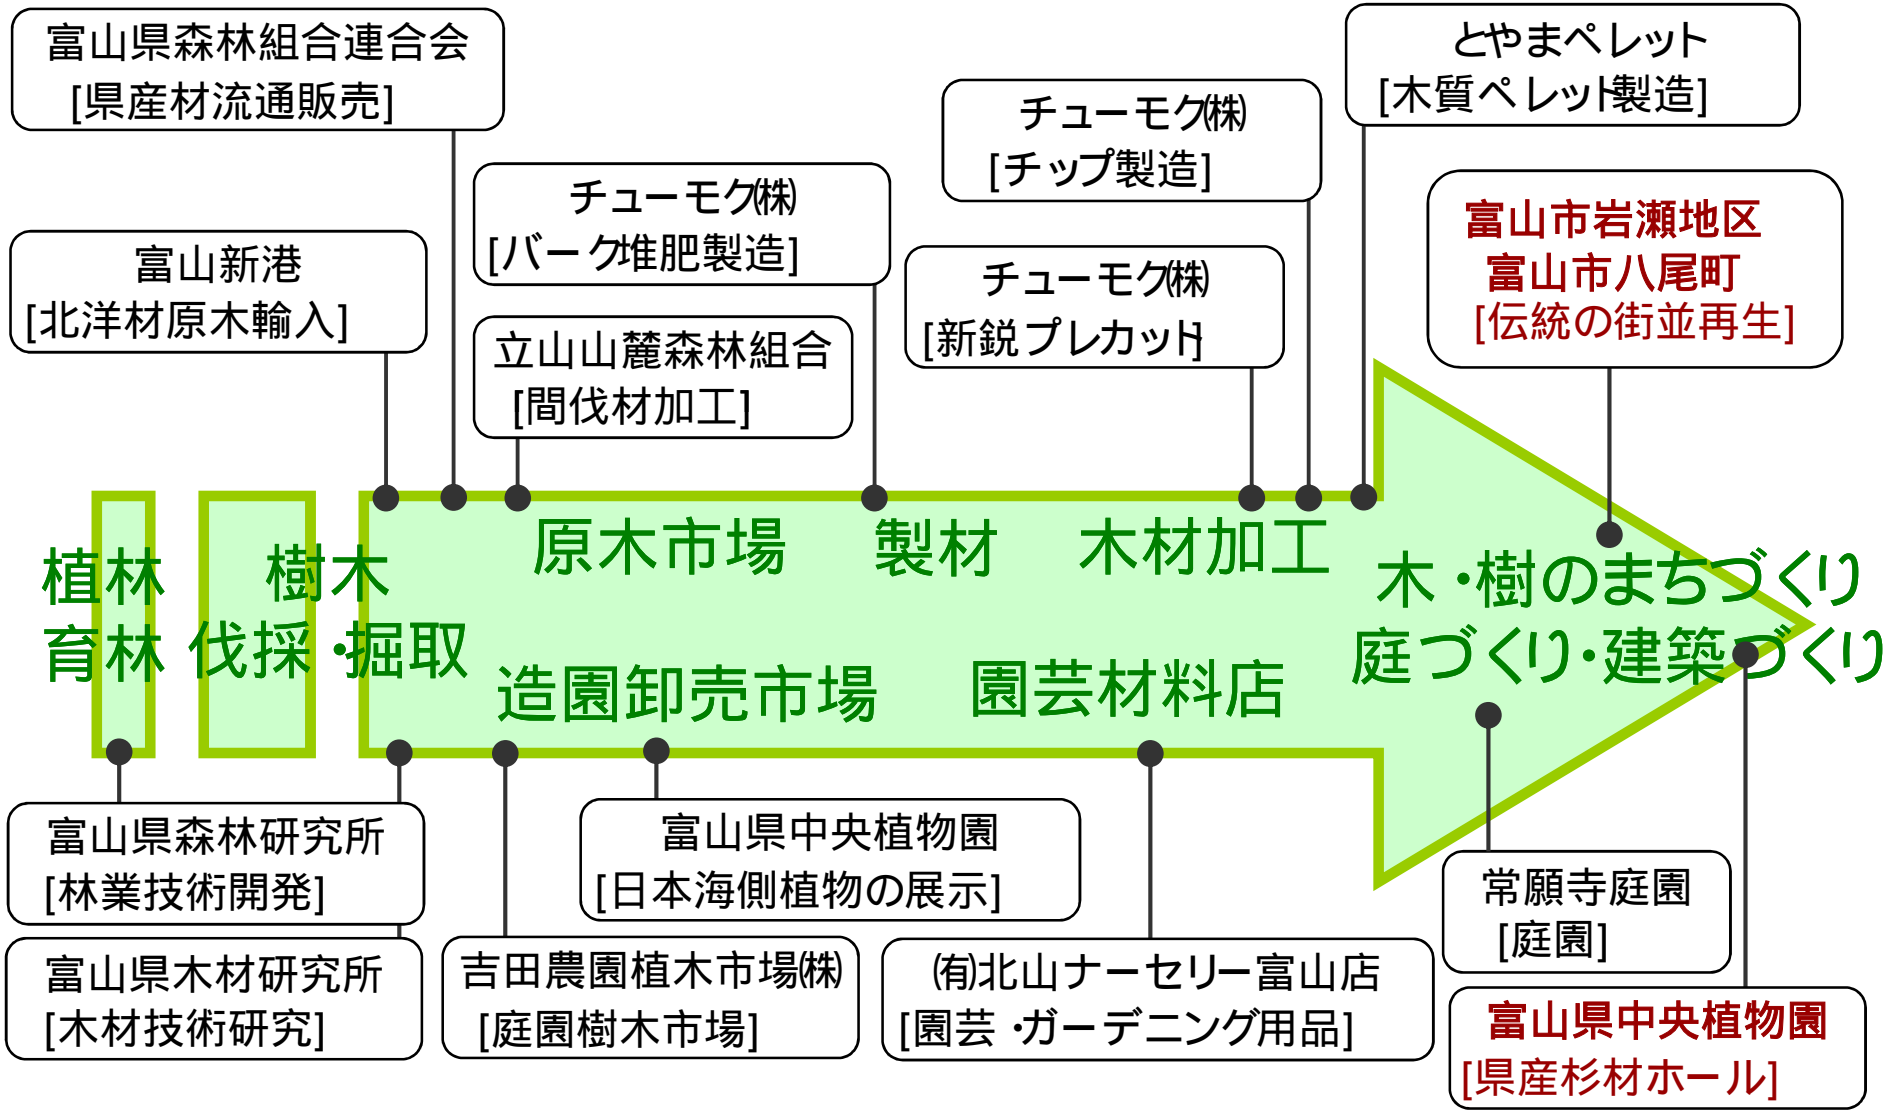 富山県森林組合連合会
[県産材流通販売]
とやまペレット
[木質ペレット製造]
チューモク㈱
[チップ製造]
チューモク㈱
[バーク堆肥製造]
富山市岩瀬地区
富山市八尾町
[伝統の街並再生]
富山新港
[北洋材原木輸入]
チューモク㈱
[新鋭プレカット]
立山山麓森林組合
[間伐材加工]
植林
育林
樹木
伐採・掘取
原木市場
製材
木材加工
木・樹のまちづくり
庭づくり・建築づくり
造園卸売市場
園芸材料店
富山県森林研究所
[林業技術開発]
富山県中央植物園
[日本海側植物の展示]
常願寺庭園
[庭園]
富山県木材研究所
[木材技術研究]
吉田農園植木市場㈱
[庭園樹木市場]
㈲北山ナーセリー富山店
[園芸・ガーデニング用品]
富山県中央植物園
[県産杉材ホール]